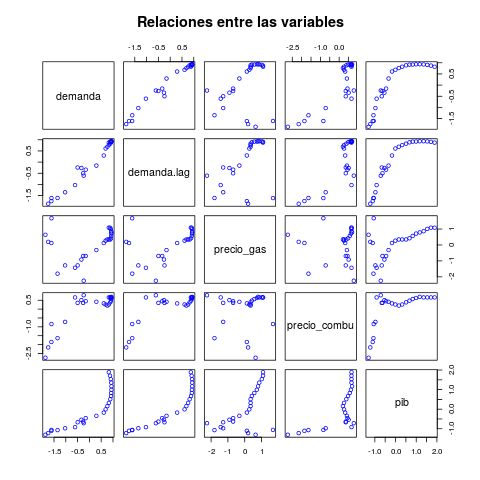 Relaciones entre las variables
-1.5 -0.5 0.5
-2.5 -1.0 0.0
demanda
-1.5 -0.5 0.5
-1.5 -0.5 0.5
demanda.lag
precio_gas
-2 -1 0 1
-2.5 -1.0 0.0
precio_combu
pib
-1.0 0.0 1.0 2.0
-1.5 -0.5 0.5
-2 -1 0 1
-1.0 0.0 1.0 2.0